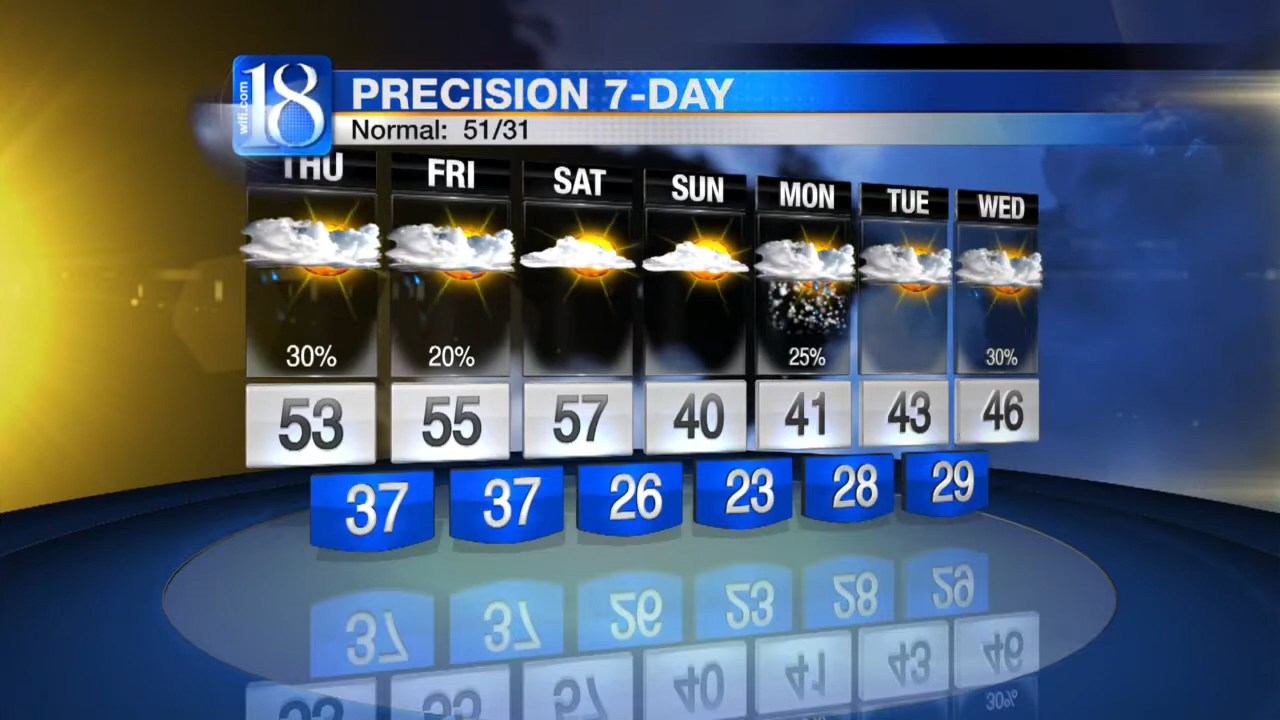 wlfi.com
18
PRECISION 7-DAY
Normal: 51/31
THU FRI SAT SUN MON TUE WED
30% 20% 25% 30%
53 55 57 40 41 43 46
37 37 26 23 28 29